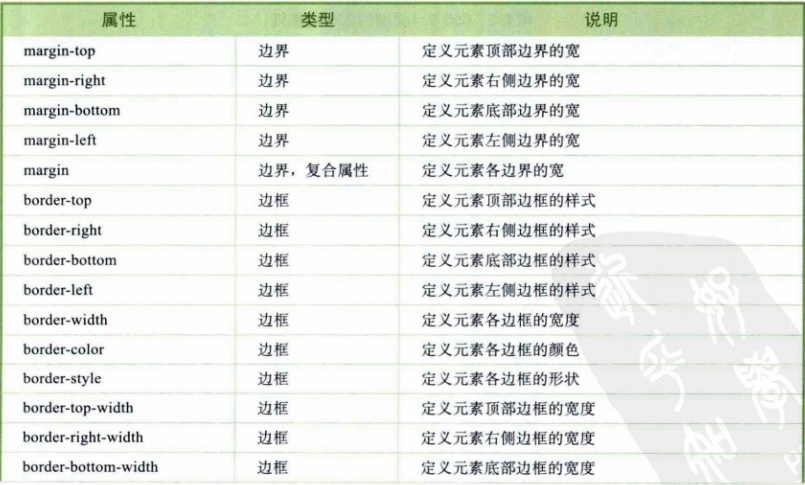 属性 类型 说明
margin-top 边界 定义元素顶部边界的宽
margin-right 边界 定义元素右侧边界的宽
margin-bottom 边界 定义元素底部边界的宽
margin-left 边界 定义元素左侧边界的宽
margin 边界，复合属性 定义元素各边界的宽
border-top 边框 定义元素顶部边框的样式
border-right 边框 定义元素右侧边框的样式
border-bottom 边框 定义元素底部边框的样式
border-left 边框 定义元素左侧边框的样式
border-width 边框 定义元素各边框的宽度
border-color 边框 定义元素各边框的颜色
border-style 边框 定义元素各边框的形状
border-top-width 边框 定义元素顶部边框的宽度
border-right-width 边框 定义元素右侧边框的宽度
border-bottom-width 边框 定义元素底部边框的宽度